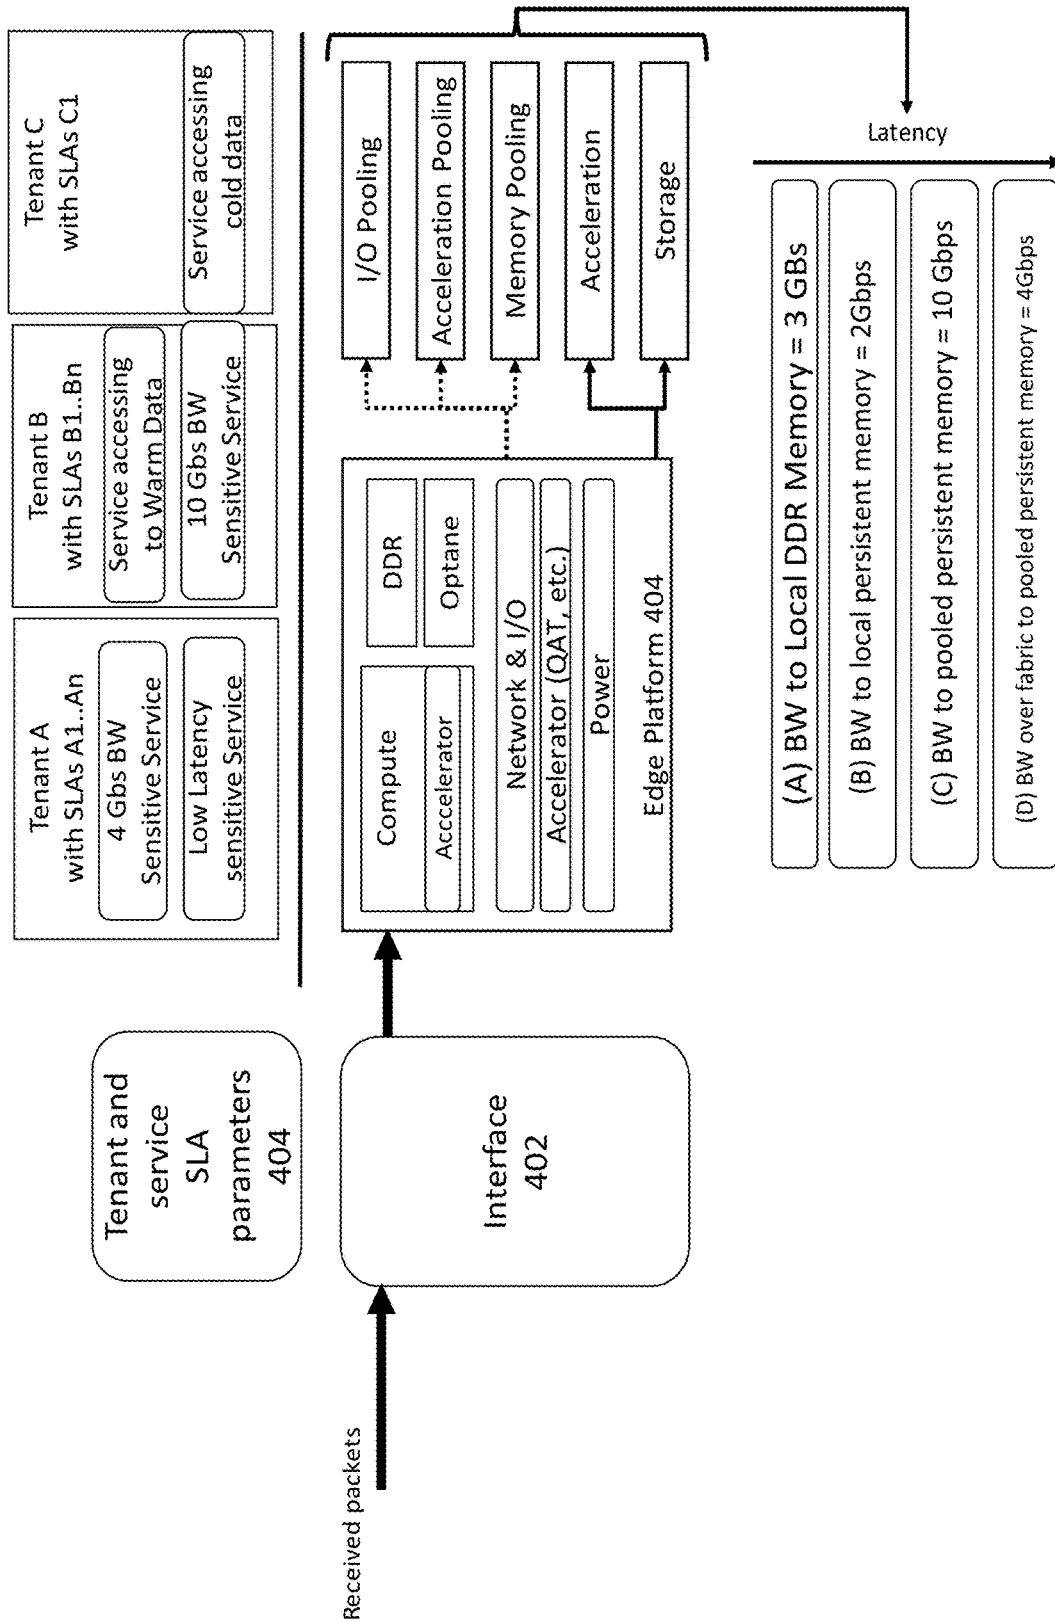 Tenant and
service
SLA
parameters
404
Tenant A
with SLAs A1..An
4 Gbs BW
Sensitive Service
Low Latency
sensitive Service
Tenant B
with SLAs B1..Bn
Service accessing
to Warm Data
10 Gbs BW
Sensitive Service
Tenant C
with SLAs C1
Service accessing
cold data
Received packets
Interface
402
Compute
Acccelerator
DDR
Optane
Network & I/O
Accelerator (QAT, etc.)
Power
Edge Platform 404
I/O Pooling
Acceleration Pooling
Memory Pooling
Acceleration
Storage
Latency
(A) BW to Local DDR Memory = 3 GBs
(B) BW to local persistent memory = 2Gbps
(C) BW to pooled persistent memory = 10 Gbps
(D) BW over fabric to pooled persistent memory = 4Gbps